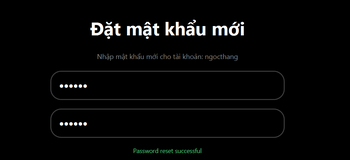 Đặt mật khẩu mới
Nhập mật khẩu mới cho tài khoản: ngocthang
••••••
••••••
Password reset successful